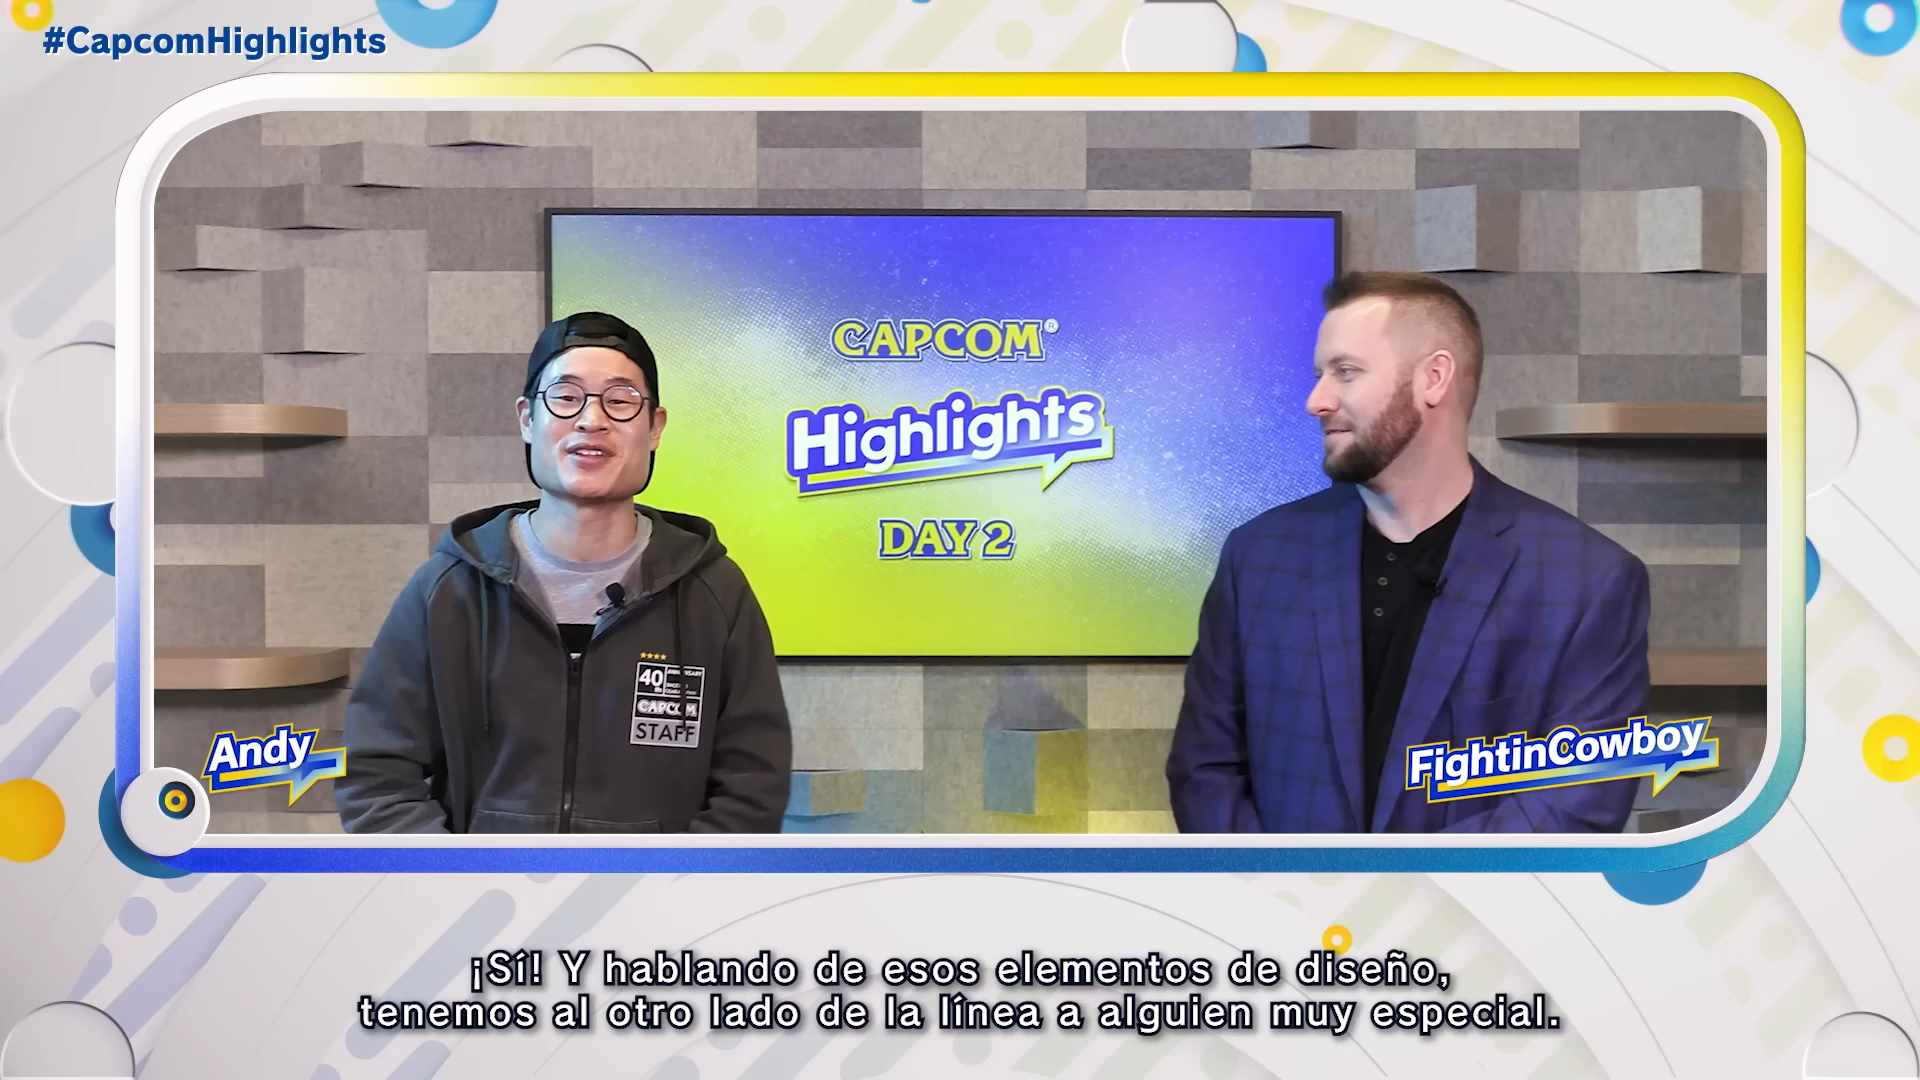 #CapcomHighlights
CAPCOM®
Highlights
DAY 2
40th
CAPCOM
STAFF
Andy
FightinCowboy
¡Sí! Y hablando de esos elementos de diseño,
tenemos al otro lado de la línea a alguien muy especial.